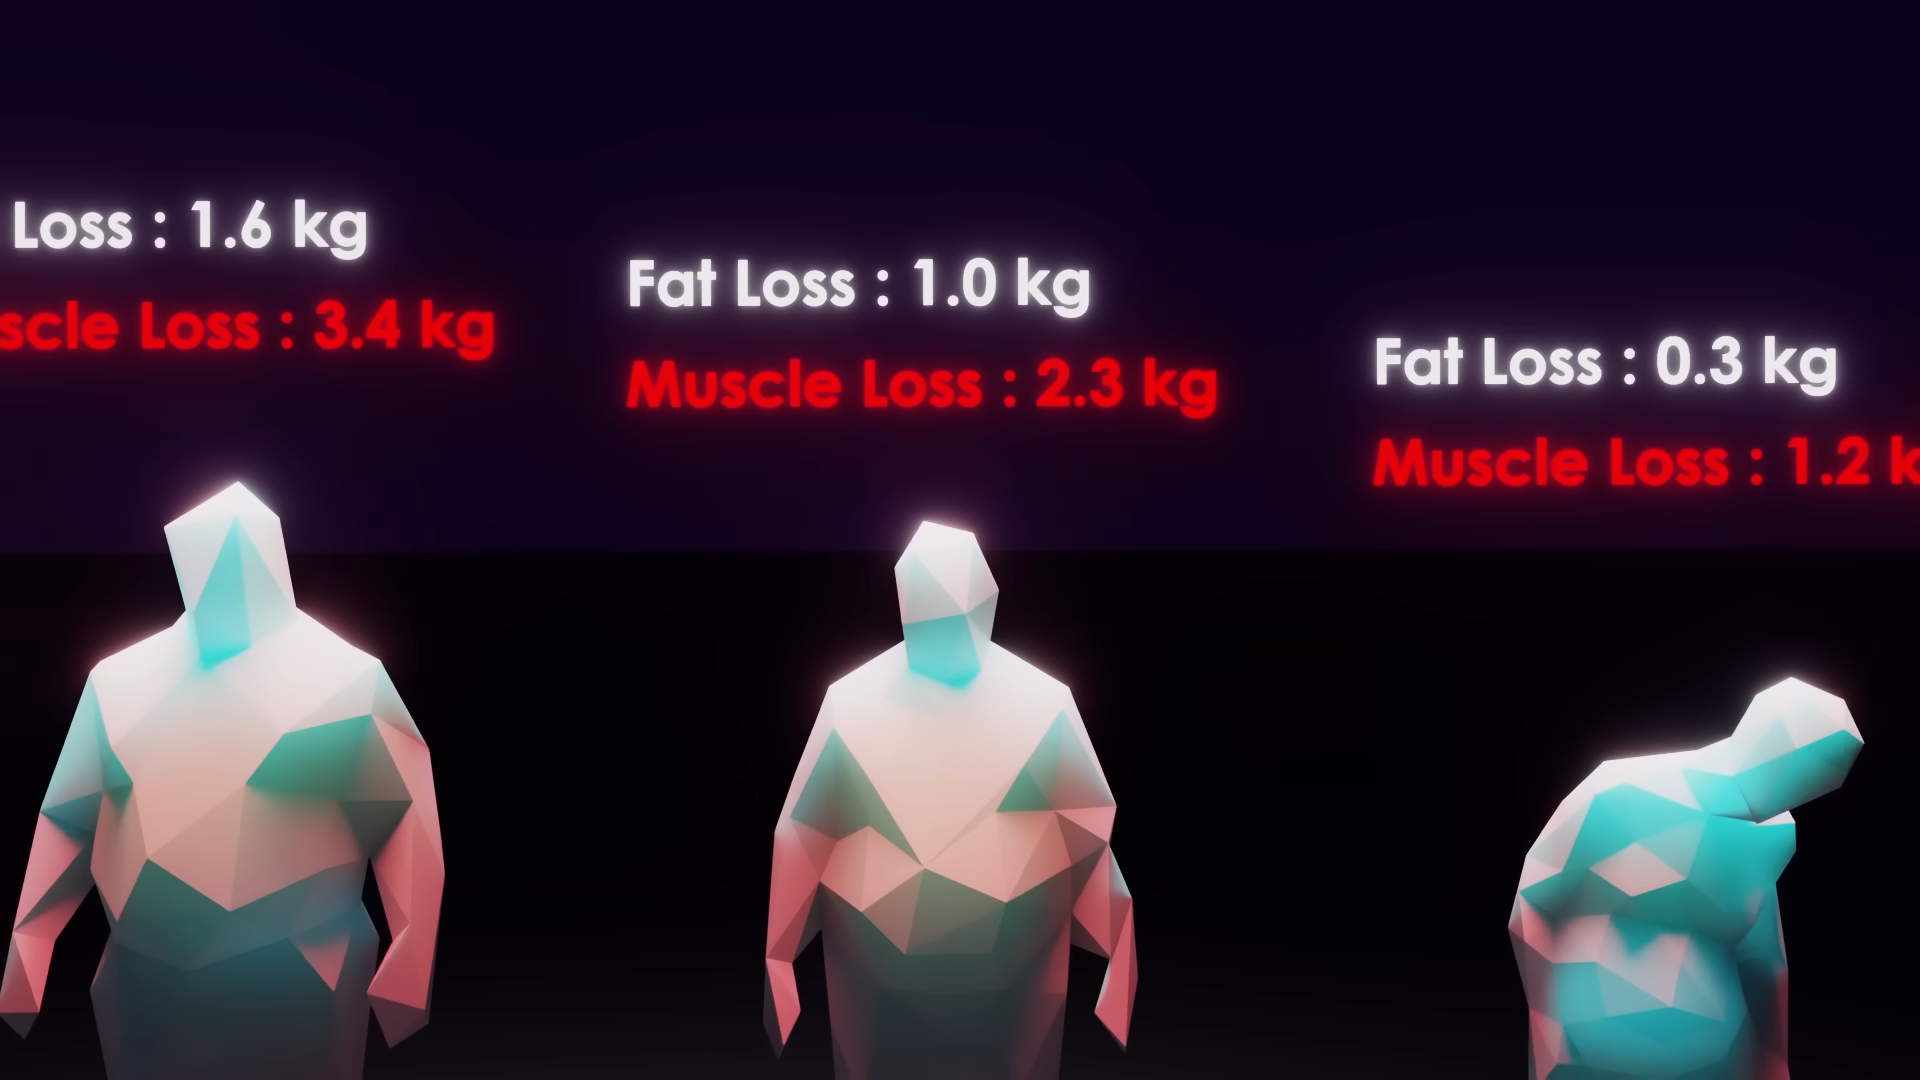 Loss : 1.6 kg
scle Loss : 3.4 kg
Fat Loss : 1.0 kg
Muscle Loss : 2.3 kg
Fat Loss : 0.3 kg
Muscle Loss : 1.2 k